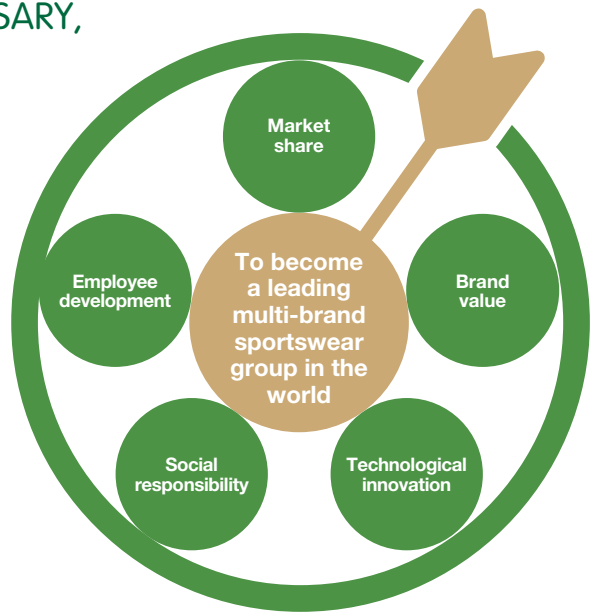 SARY,
Market
share
To become
a leading
multi-brand
sportswear
group in the
world
Brand
value
Employee
development
Social
responsibility
Technological
innovation